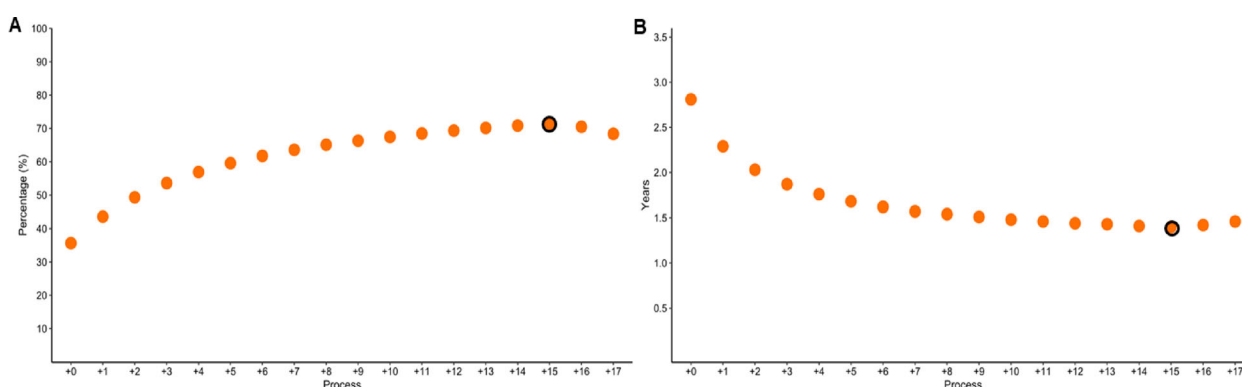 A
Percentage (%)
100
90
80
70
60
50
40
30
20
10
+0 +1 +2 +3 +4 +5 +6 +7 +8 +9 +10 +11 +12 +13 +14 +15 +16 +17
Process
B
Years
3.5
3.0
2.5
2.0
1.5
1.0
0.5
+0 +1 +2 +3 +4 +5 +6 +7 +8 +9 +10 +11 +12 +13 +14 +15 +16 +17
Process